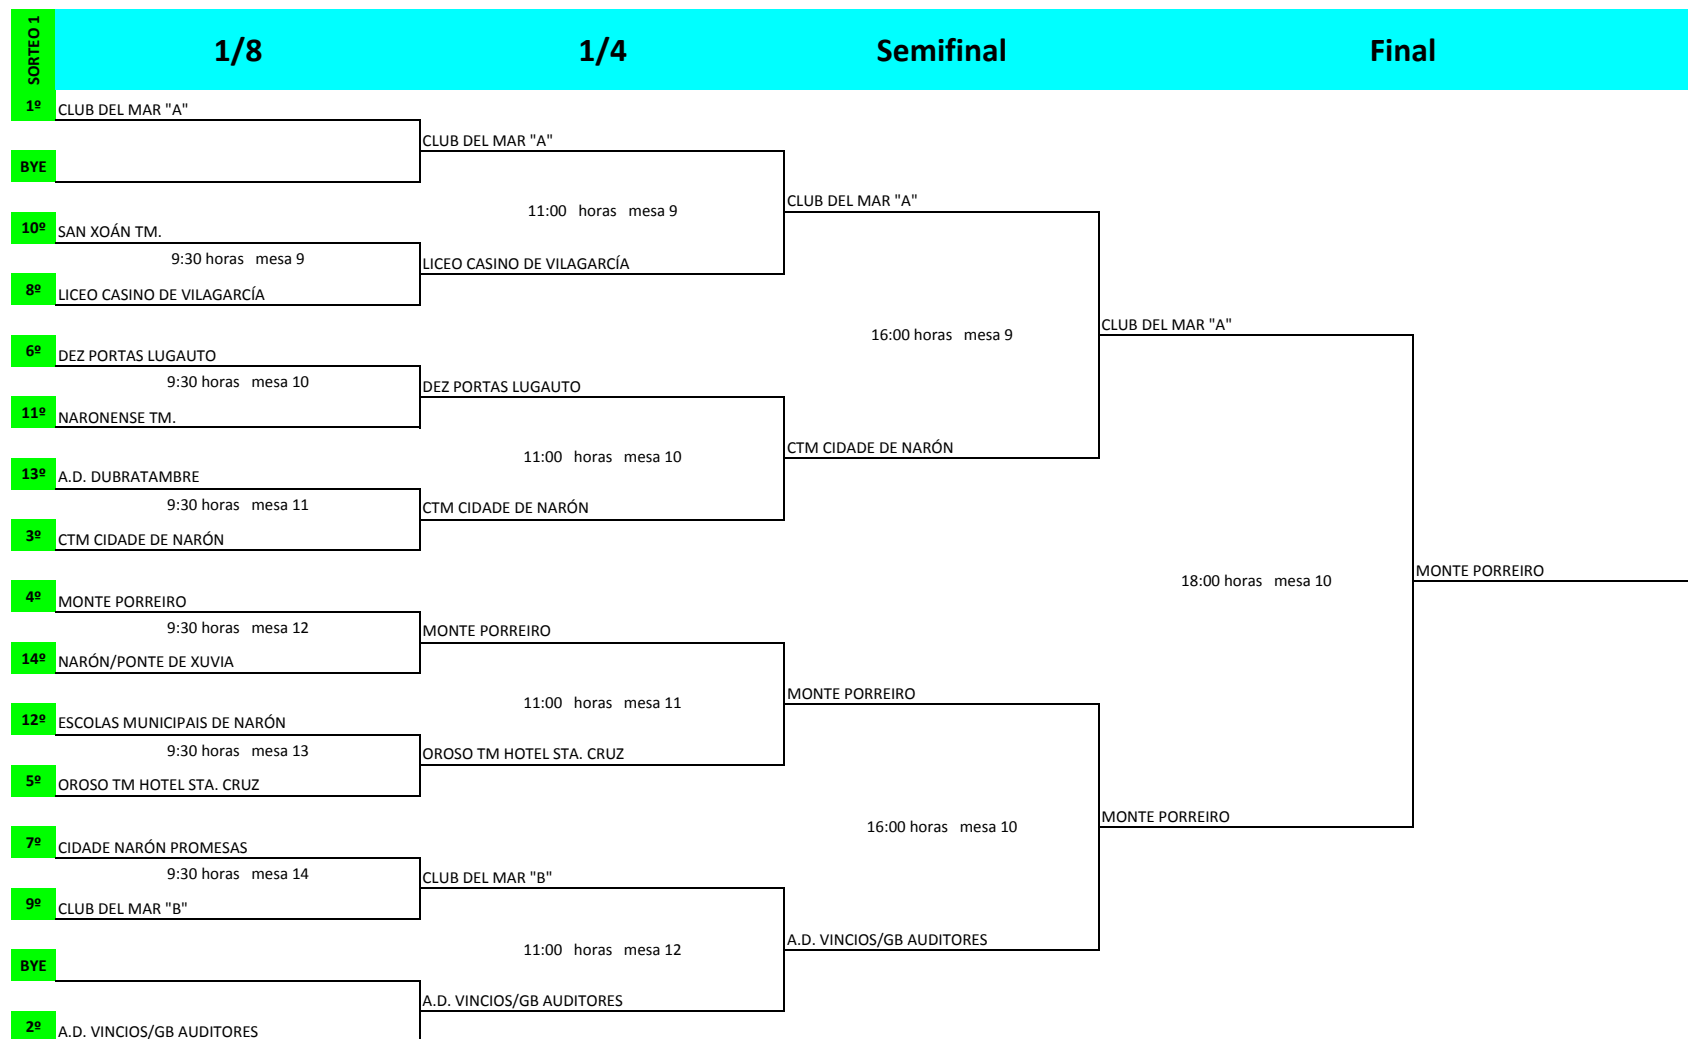 SORTEO 1
1/8 1/4 Semifinal Final
1º CLUB DEL MAR "A"
CLUB DEL MAR "A"
BYE
CLUB DEL MAR "A"
11:00 horas mesa 9
10º SAN XOÁN TM.
9:30 horas mesa 9
LICEO CASINO DE VILAGARCÍA
8º LICEO CASINO DE VILAGARCÍA
CLUB DEL MAR "A"
16:00 horas mesa 9
6º DEZ PORTAS LUGAUTO
9:30 horas mesa 10
DEZ PORTAS LUGAUTO
11º NARONENSE TM.
CTM CIDADE DE NARÓN
11:00 horas mesa 10
13º A.D. DUBRATAMBRE
9:30 horas mesa 11
CTM CIDADE DE NARÓN
3º CTM CIDADE DE NARÓN
MONTE PORREIRO
18:00 horas mesa 10
4º MONTE PORREIRO
9:30 horas mesa 12
MONTE PORREIRO
14º NARÓN/PONTE DE XUVIA
MONTE PORREIRO
11:00 horas mesa 11
12º ESCOLAS MUNICIPAIS DE NARÓN
9:30 horas mesa 13
OROSO TM HOTEL STA. CRUZ
5º OROSO TM HOTEL STA. CRUZ
MONTE PORREIRO
16:00 horas mesa 10
7º CIDADE NARÓN PROMESAS
9:30 horas mesa 14
CLUB DEL MAR "B"
9º CLUB DEL MAR "B"
A.D. VINCIOS/GB AUDITORES
11:00 horas mesa 12
BYE
A.D. VINCIOS/GB AUDITORES
2º A.D. VINCIOS/GB AUDITORES